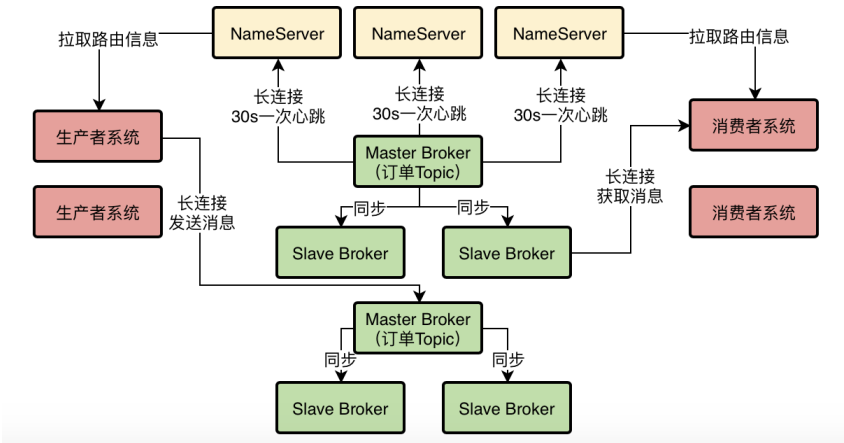 NameServer
NameServer
NameServer
拉取路由信息
拉取路由信息
长连接
30s一次心跳
长连接
30s一次心跳
长连接
30s一次心跳
生产者系统
Master Broker
(订单Topic)
消费者系统
生产者系统
长连接
发送消息
同步
同步
长连接
获取消息
消费者系统
Slave Broker
Slave Broker
Master Broker
(订单Topic)
同步
同步
Slave Broker
Slave Broker